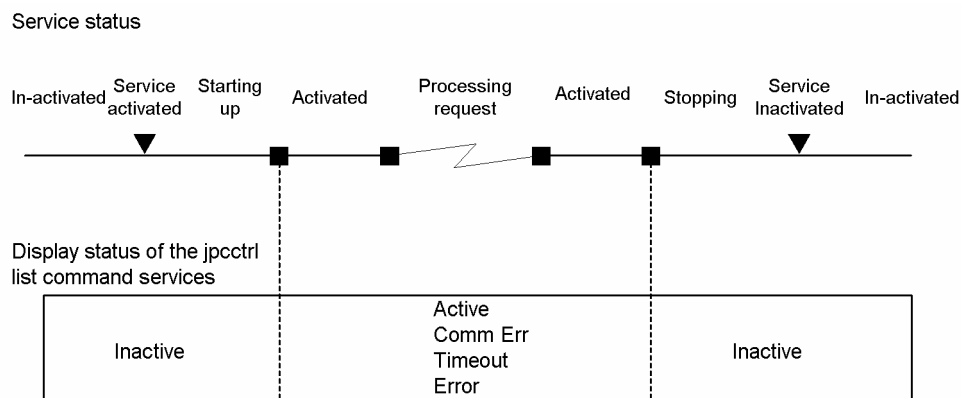 Service status
In-activated
Service
activated
Starting
up
Activated
Processing
request
Activated
Stopping
Service
Inactivated
In-activated
Display status of the jpcctrl
list command services
Inactive
Active
Comm Err
Timeout
Error
Inactive